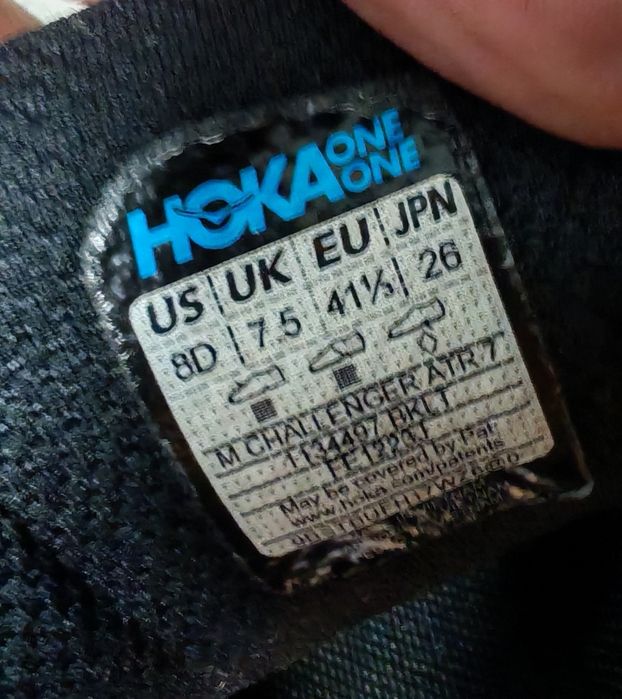 HOKA ONE ONE
US UK EU JPN
8D 7.5 41⅓ 26
M CHALLENGER ATR 7
1134497 BKLT
May be covered by Pat
www.hoka.com/patents